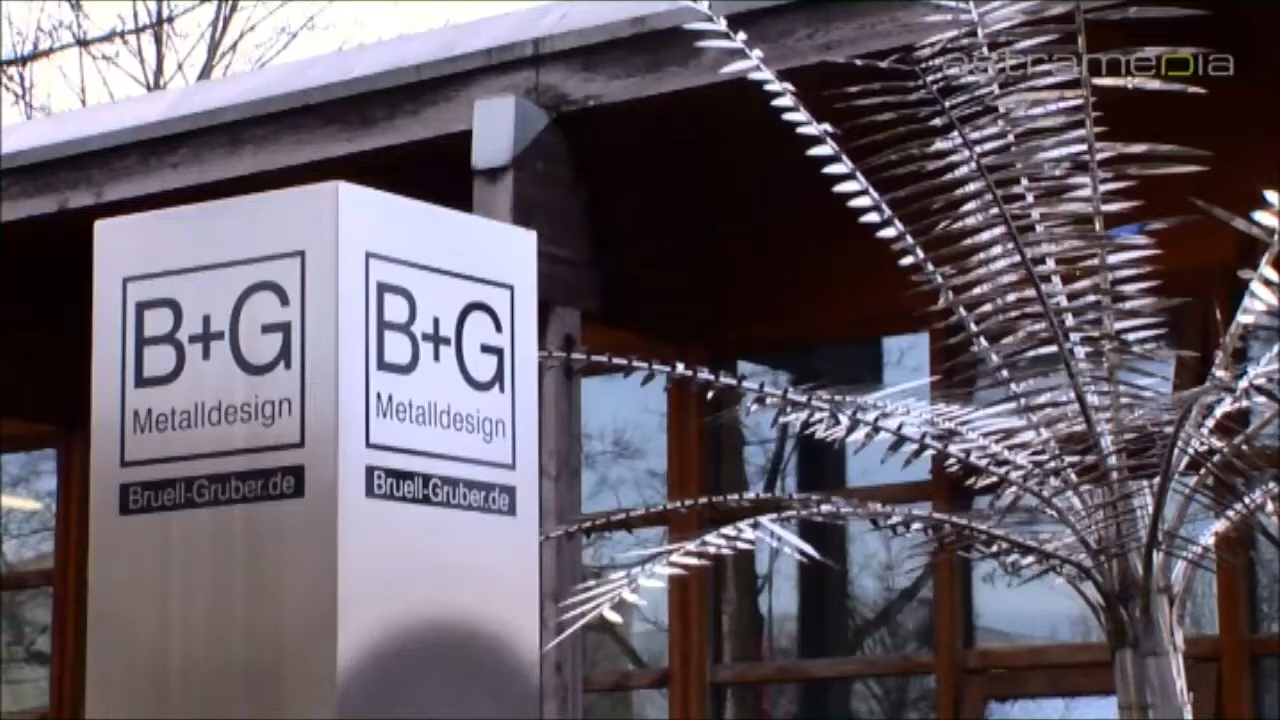 astramedia
B+G
Metalldesign
Bruell-Gruber.de
B+G
Metalldesign
Bruell-Gruber.de